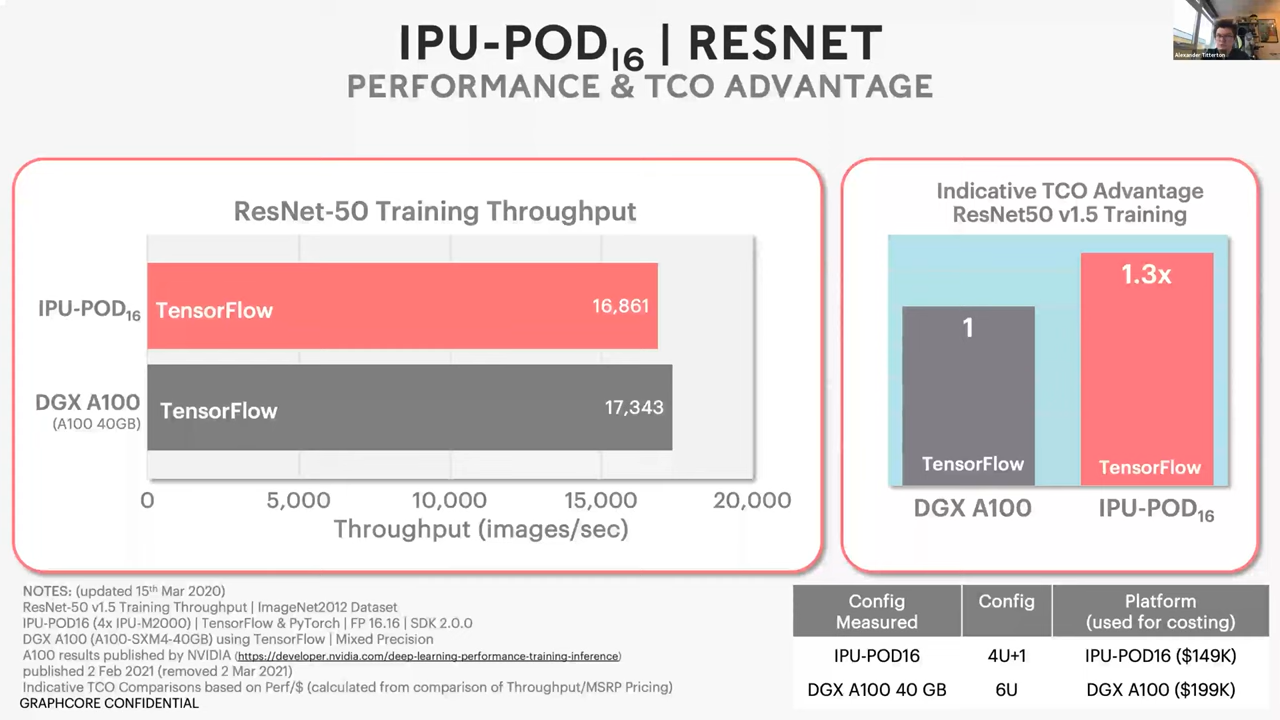 IPU-POD16 | RESNET
PERFORMANCE & TCO ADVANTAGE
Alexander Titterton
ResNet-50 Training Throughput
IPU-POD16
TensorFlow
16,861
DGX A100
(A100 40GB)
TensorFlow
17,343
0 5,000 10,000 15,000 20,000
Throughput (images/sec)
Indicative TCO Advantage
ResNet50 v1.5 Training
1
1.3x
TensorFlow
TensorFlow
DGX A100
IPU-POD16
NOTES: (updated 15th Mar 2020)
ResNet-50 v1.5 Training Throughput | ImageNet2012 Dataset
IPU-POD16 (4x IPU-M2000) | TensorFlow & PyTorch | FP 16.16 | SDK 2.0.0
DGX A100 (A100-SXM4-40GB) using TensorFlow | Mixed Precision
A100 results published by NVIDIA (https://developer.nvidia.com/deep-learning-performance-training-inference)
published 2 Feb 2021 (removed 2 Mar 2021)
Indicative TCO Comparisons based on Perf/$ (calculated from comparison of Throughput/MSRP Pricing)
GRAPHCORE CONFIDENTIAL
Config Measured Config Platform (used for costing)
IPU-POD16 4U+1 IPU-POD16 ($149K)
DGX A100 40 GB 6U DGX A100 ($199K)